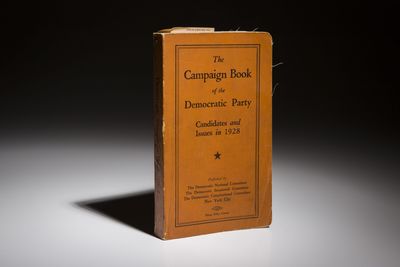 The
Campaign Book
of the
Democratic Party
Candidates and
Issues in 1928
Published by
The Democratic National Committee
The Democratic Senatorial Committee
The Democratic Congressional Committee
New York City